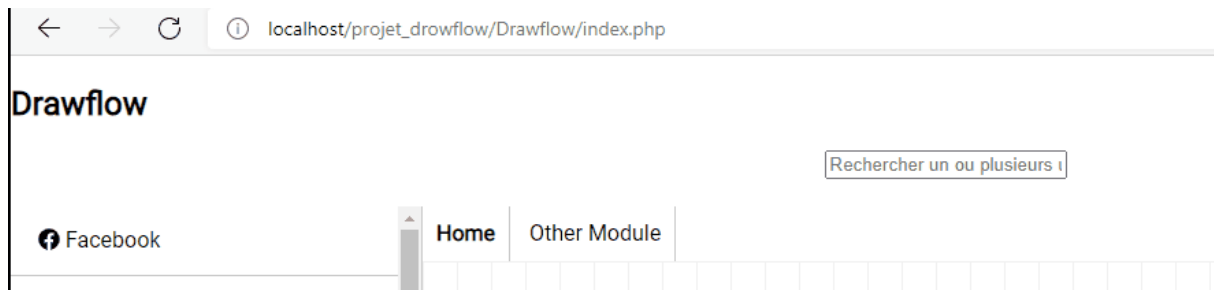 localhost/projet_drowflow/Drawflow/index.php
Drawflow
Rechercher un ou plusieurs
Facebook
Home Other Module